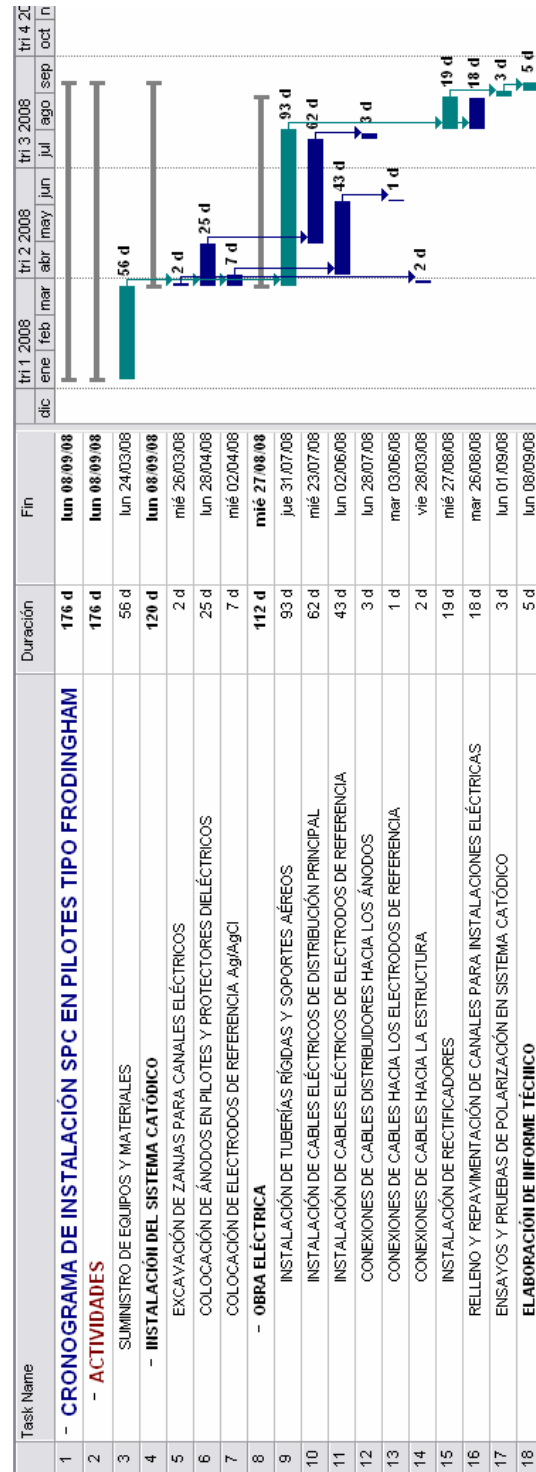 Task Name Duración Fin tri 1 2008 tri 2 2008 tri 3 2008 tri 4 20
dic ene feb mar abr may jun jul ago sep oct n
1 - CRONOGRAMA DE INSTALACIÓN SPC EN PILOTES TIPO FRODINGHAM 176 d lun 08/09/08
2 - ACTIVIDADES 176 d lun 08/09/08
3 SUMINISTRO DE EQUIPOS Y MATERIALES 56 d lun 24/03/08 56 d
4 - INSTALACIÓN DEL SISTEMA CATÓDICO 120 d lun 08/09/08
5 EXCAVACIÓN DE ZANJAS PARA CANALES ELÉCTRICOS 2 d mié 26/03/08 2 d
6 COLOCACIÓN DE ÁNODOS EN PILOTES Y PROTECTORES DIELÉCTRICOS 25 d lun 28/04/08 25 d
7 COLOCACIÓN DE ELECTRODOS DE REFERENCIA Ag/AgCl 7 d mié 02/04/08 7 d
8 - OBRA ELÉCTRICA 112 d mié 27/08/08
9 INSTALACIÓN DE TUBERÍAS RÍGIDAS Y SOPORTES AÉREOS 93 d jue 31/07/08 93 d
10 INSTALACIÓN DE CABLES ELÉCTRICOS DE DISTRIBUCIÓN PRINCIPAL 62 d mié 23/07/08 62 d
11 INSTALACIÓN DE CABLES ELÉCTRICOS DE ELECTRODOS DE REFERENCIA 43 d lun 02/06/08 43 d
12 CONEXIONES DE CABLES DISTRIBUIDORES HACIA LOS ÁNODOS 3 d lun 28/07/08 3 d
13 CONEXIONES DE CABLES HACIA LOS ELECTRODOS DE REFERENCIA 1 d mar 03/06/08 1 d
14 CONEXIONES DE CABLES HACIA LA ESTRUCTURA 2 d vie 28/03/08 2 d
15 INSTALACIÓN DE RECTIFICADORES 19 d mié 27/08/08 19 d
16 RELLENO Y REPAVIMENTACIÓN DE CANALES PARA INSTALACIONES ELÉCTRICAS 18 d mar 26/08/08 18 d
17 ENSAYOS Y PRUEBAS DE POLARIZACIÓN EN SISTEMA CATÓDICO 3 d lun 01/09/08 3 d
18 ELABORACIÓN DE INFORME TÉCNICO 5 d lun 08/09/08 5 d